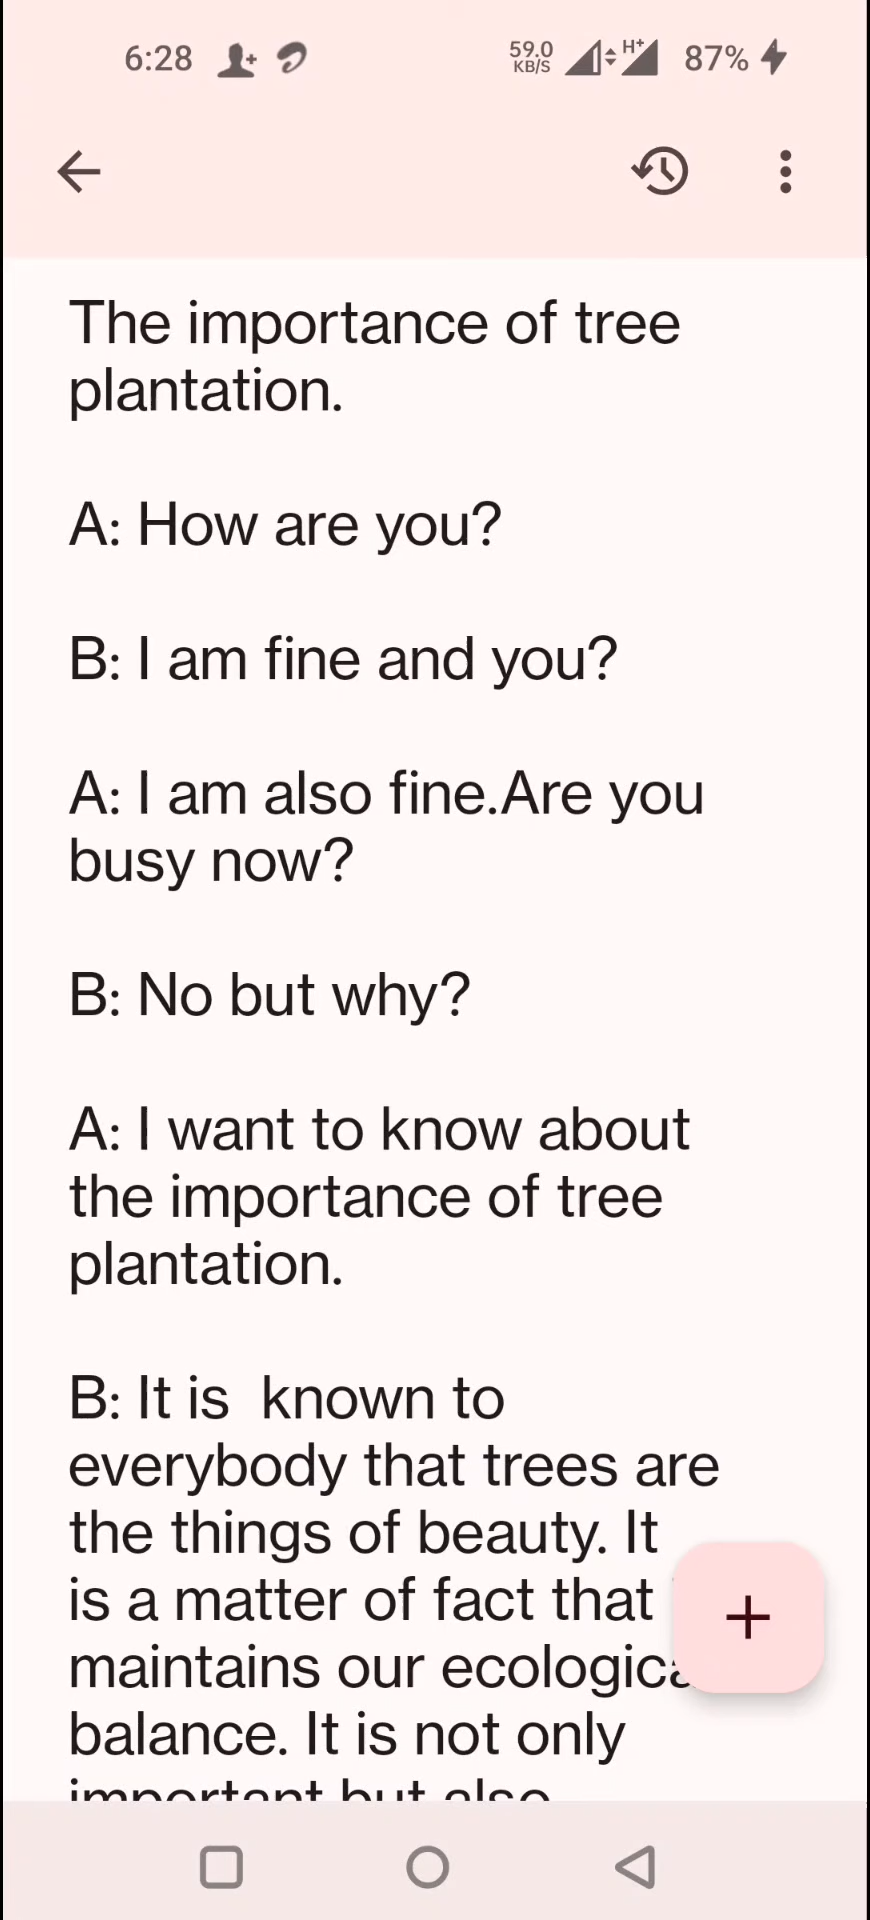 6:28
59.0
KB/S
H+
87%
The importance of tree
plantation.
A: How are you?
B: I am fine and you?
A: I am also fine.Are you
busy now?
B: No but why?
A: I want to know about
the importance of tree
plantation.
B: It is  known to
everybody that trees are
the things of beauty. It
is a matter of fact that
maintains our
balance. It is not only
important but also